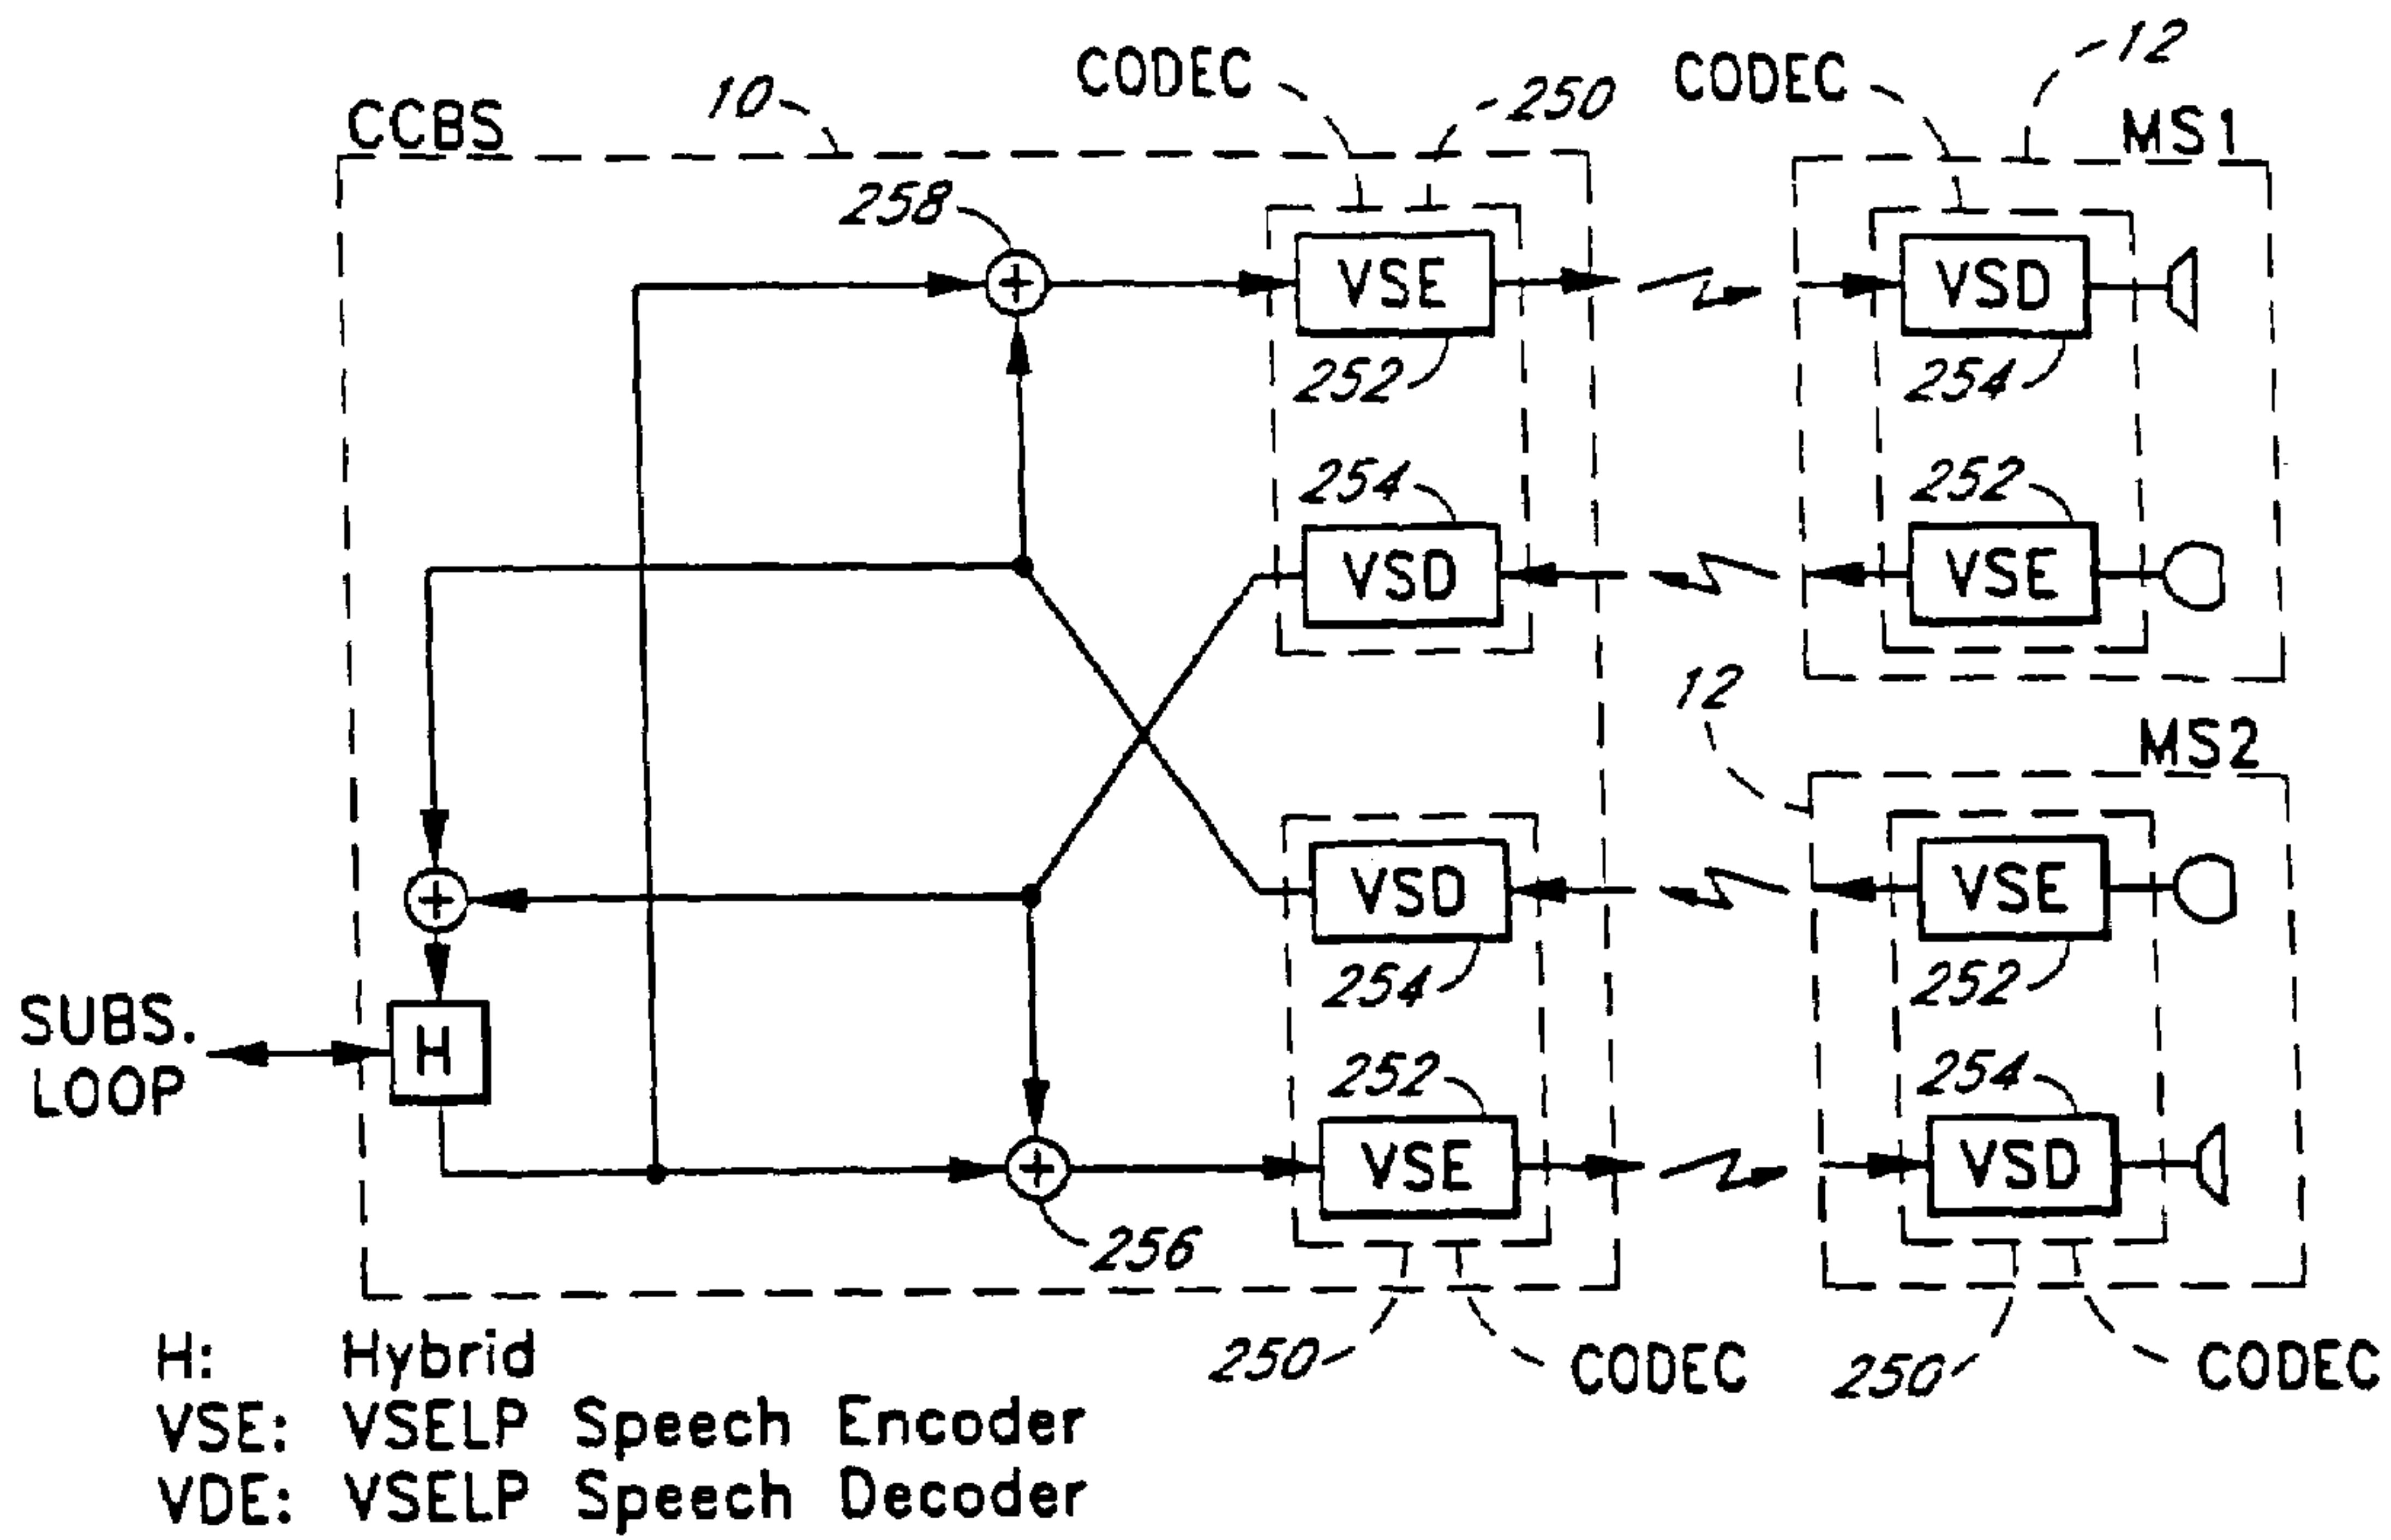 CODEC
CODEC
12
10
250
CCBS
MS1
258
VSE
VSD
252
254
254
252
VSD
VSE
12
MS2
VSD
VSE
254
252
SUBS.
LOOP
H
252
254
VSE
VSD
256
250
CODEC
250
CODEC
H: Hybrid
VSE: VSELP Speech Encoder
VDE: VSELP Speech Decoder